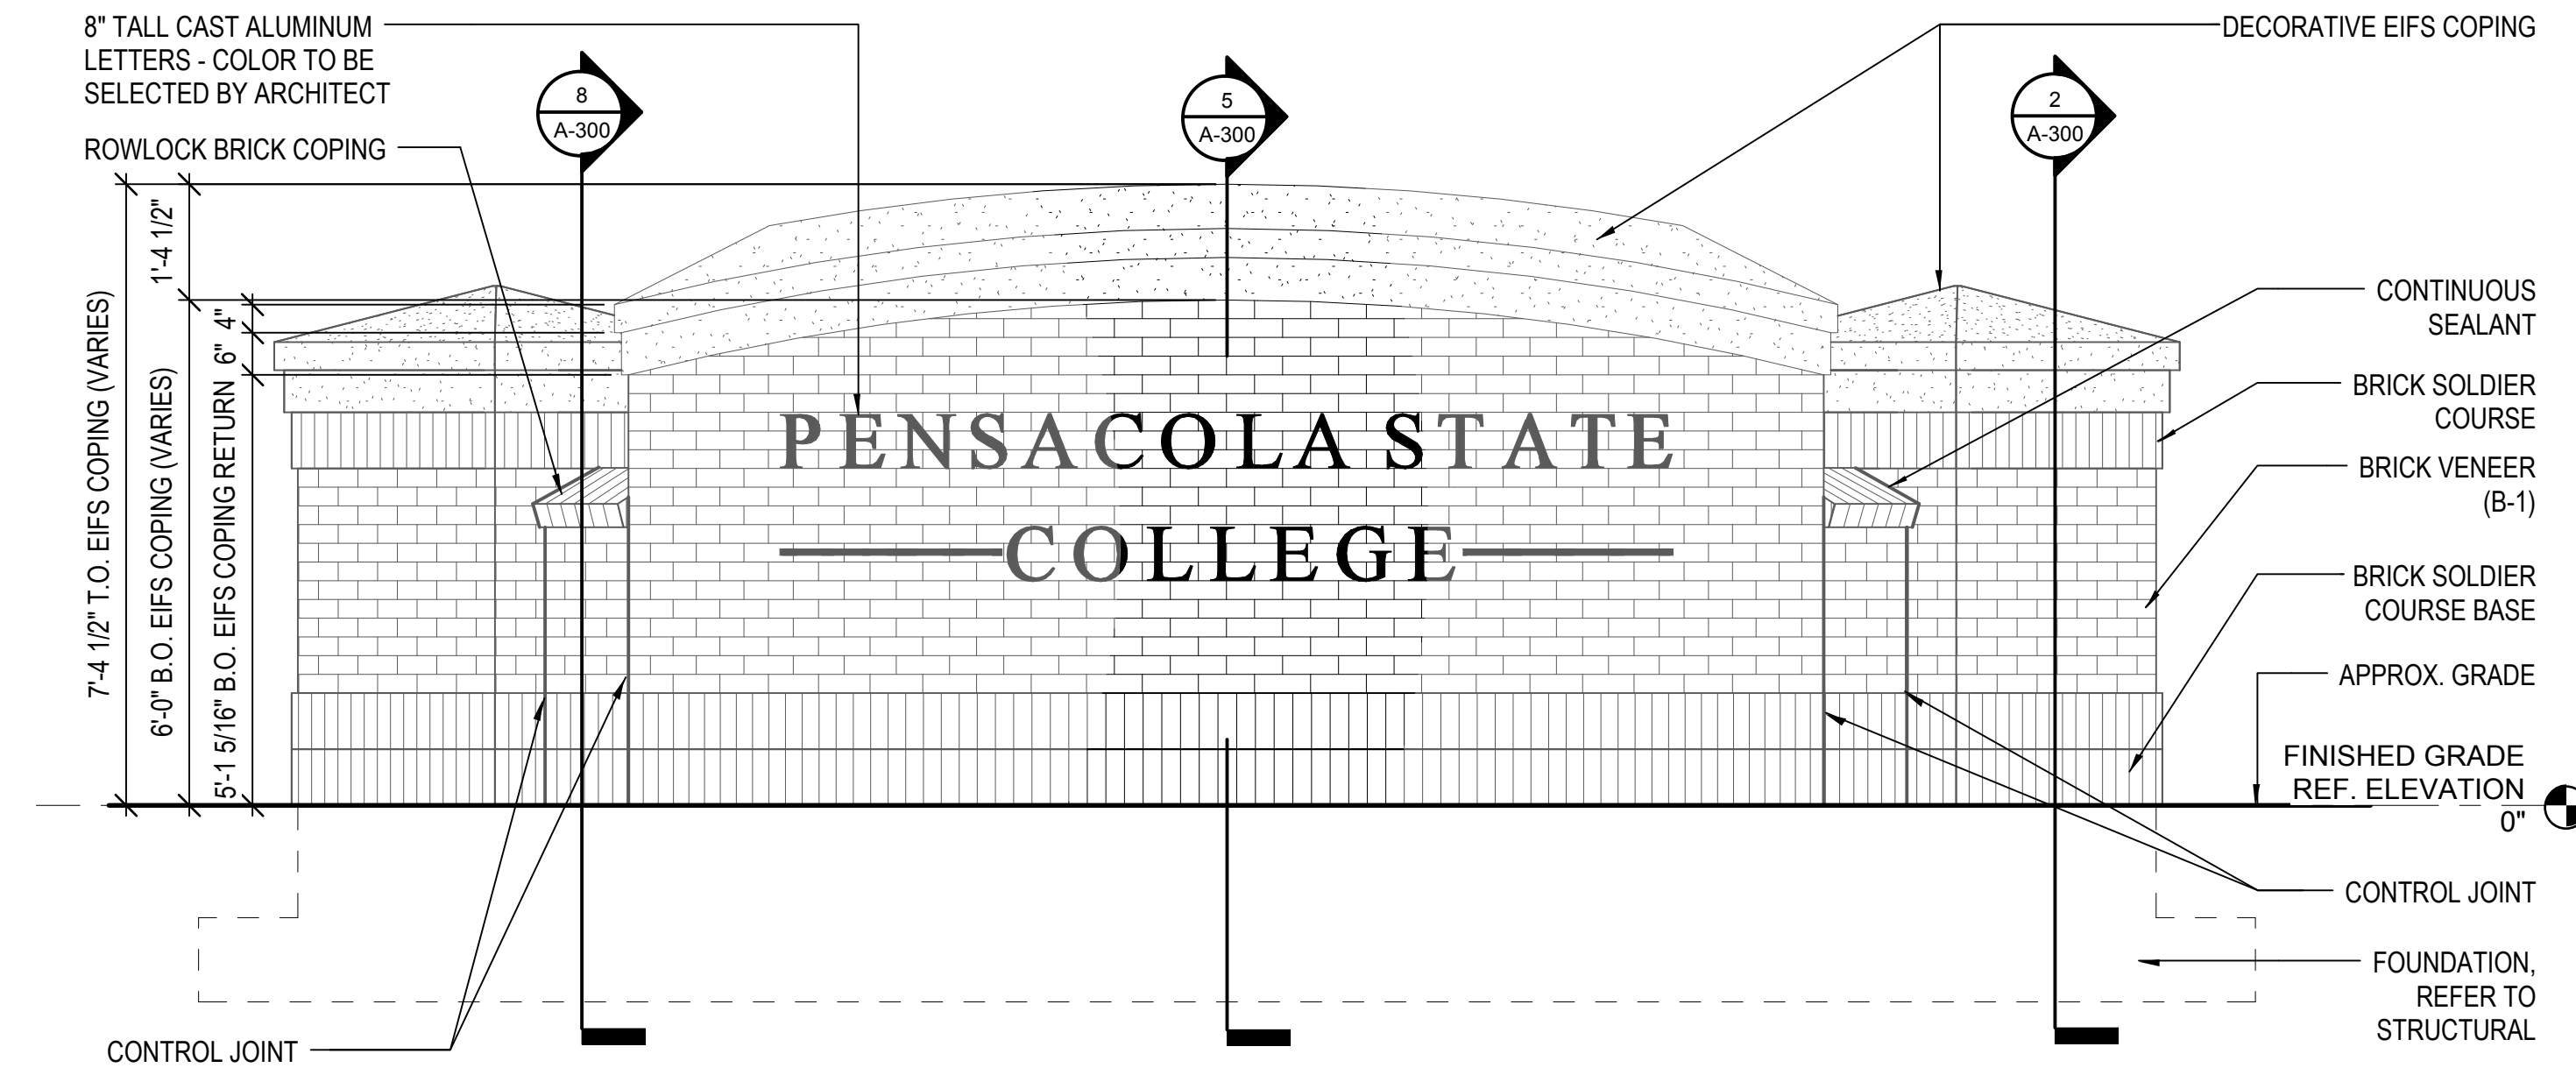 8" TALL CAST ALUMINUM
LETTERS - COLOR TO BE
SELECTED BY ARCHITECT
ROWLOCK BRICK COPING
8
A-300
5
A-300
2
A-300
DECORATIVE EIFS COPING
CONTINUOUS
SEALANT
BRICK SOLDIER
COURSE
BRICK VENEER
(B-1)
BRICK SOLDIER
COURSE BASE
APPROX. GRADE
FINISHED GRADE
REF. ELEVATION
0"
CONTROL JOINT
FOUNDATION,
REFER TO
STRUCTURAL
7'-4 1/2" T.O. EIFS COPING (VARIES)
1'-4 1/2"
6'-0" B.O. EIFS COPING (VARIES)
4"
6"
5'-1 5/16" B.O. EIFS COPING RETURN
PENSACOLA STATE
COLLEGE
CONTROL JOINT